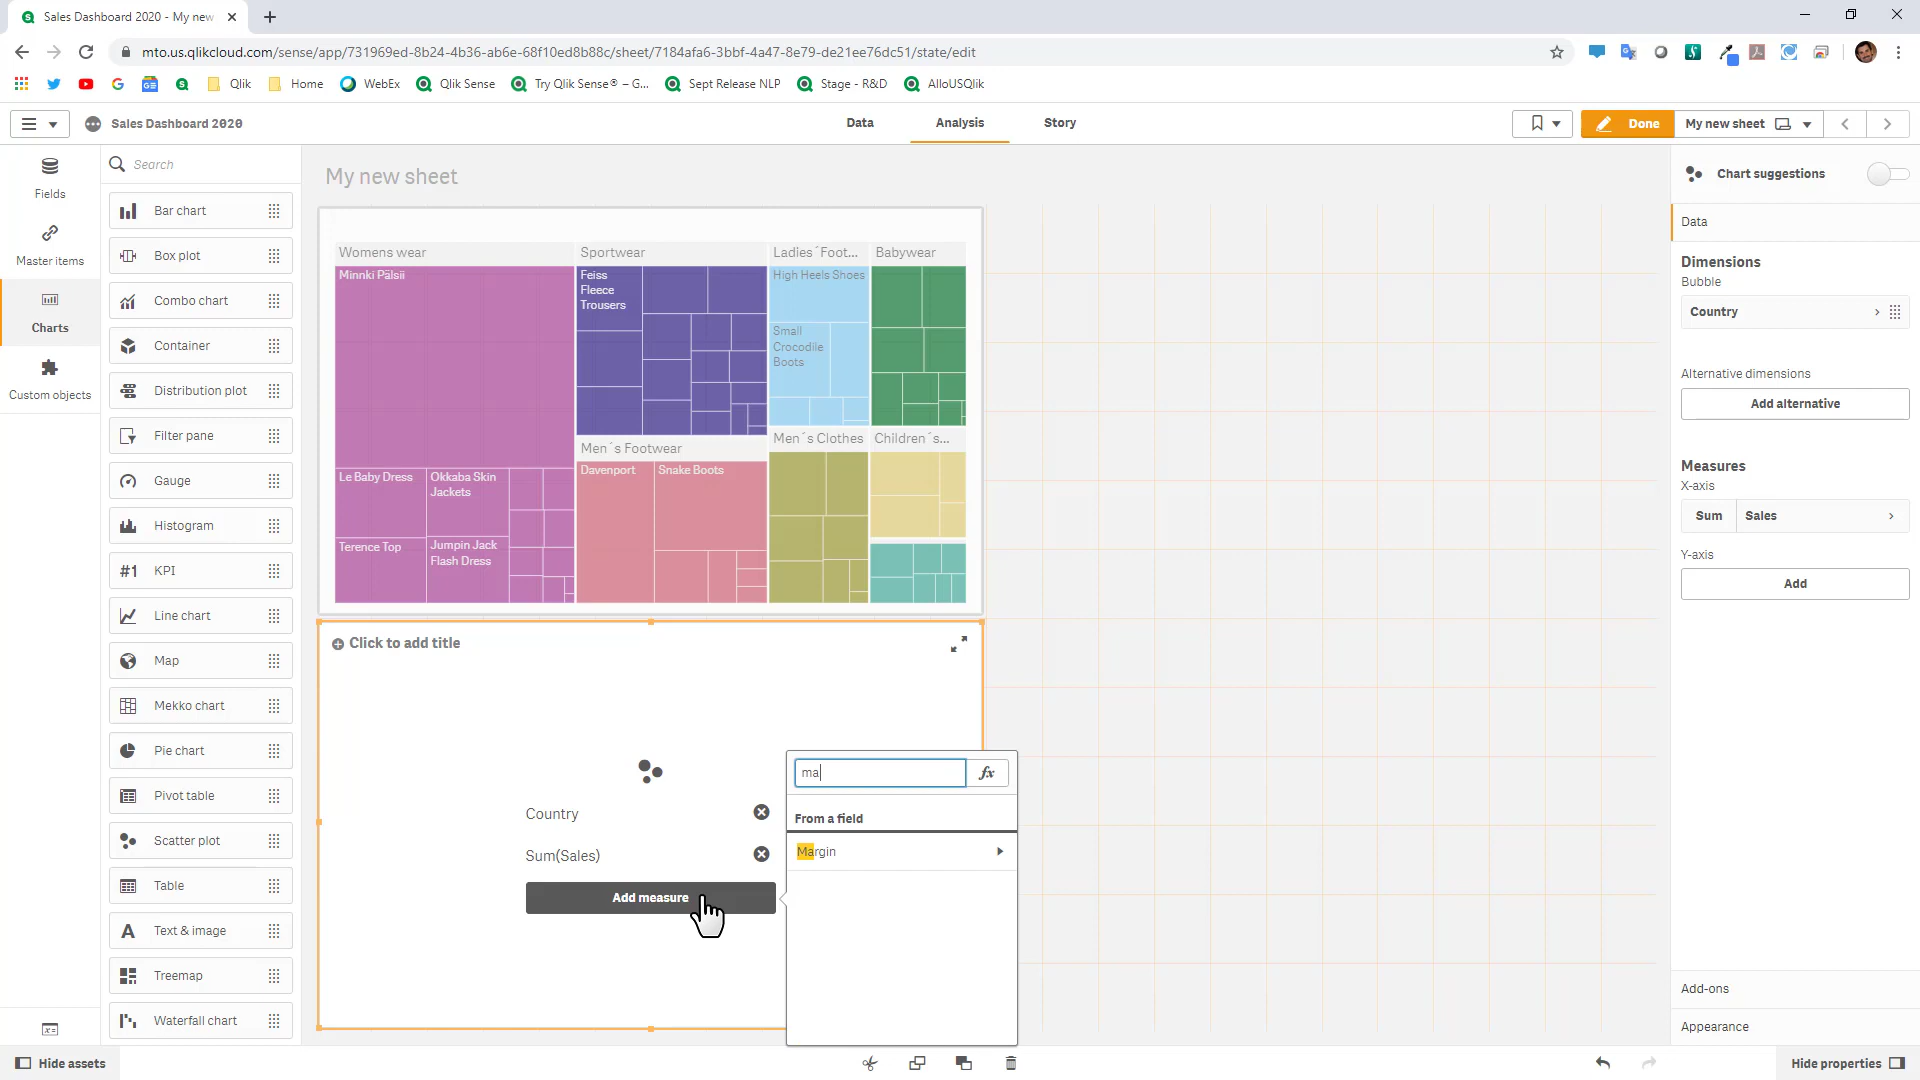 Sales Dashboard 2020 - My new
mto.us.qlikcloud.com/sense/app/731969ed-8b24-4b36-ab6e-68f10ed8b88c/sheet/7184afa6-3bbf-4a47-8e79-de21ee76dc51/state/edit
Qlik Home WebEx Qlik Sense Try Qlik Sense® – G... Sept Release NLP Stage - R&D AlloUSQlik
Sales Dashboard 2020 Data Analysis Story Done My new sheet
Fields
Master items
Charts
Custom objects
Search
Bar chart
Box plot
Combo chart
Container
Distribution plot
Filter pane
Gauge
Histogram
#1 KPI
Line chart
Map
Mekko chart
Pie chart
Pivot table
Scatter plot
Table
A Text & image
Treemap
Waterfall chart
My new sheet
Womens wear
Minnki Pälsii
Le Baby Dress
Okkaba Skin
Jackets
Terence Top
Jumpin Jack
Flash Dress
Sportwear
Feiss
Fleece
Trousers
Men´s Footwear
Davenport
Snake Boots
Ladies´Foot...
High Heels Shoes
Small
Crocodile
Boots
Babywear
Men´s Clothes
Children´s...
Click to add title
Country
Sum(Sales)
Add measure
ma
fx
From a field
Margin
Chart suggestions
Data
Dimensions
Bubble
Country
Alternative dimensions
Add alternative
Measures
X-axis
Sum Sales
Y-axis
Add
Add-ons
Appearance
Hide assets
Hide properties